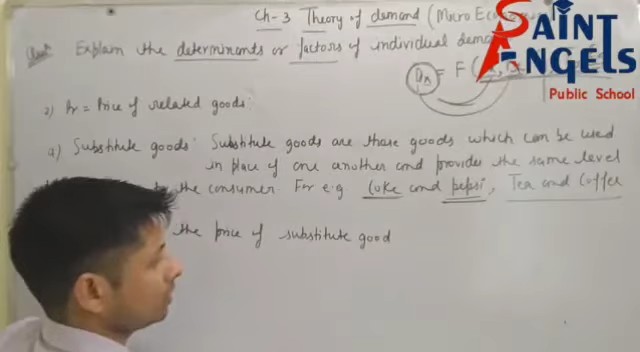 Ch-3 Theory of demand (Micro Economics)
Explain the determinants or factors of individual demand
Dx = F (
SAINT
ANGELS
Public School
2) Pr = Price of related goods:
a) Substitute goods: Substitute goods are those goods which can be used
in place of one another and provides the same level
the consumer. For e.g Coke and pepsi, Tea and Coffee
the price of substitute good